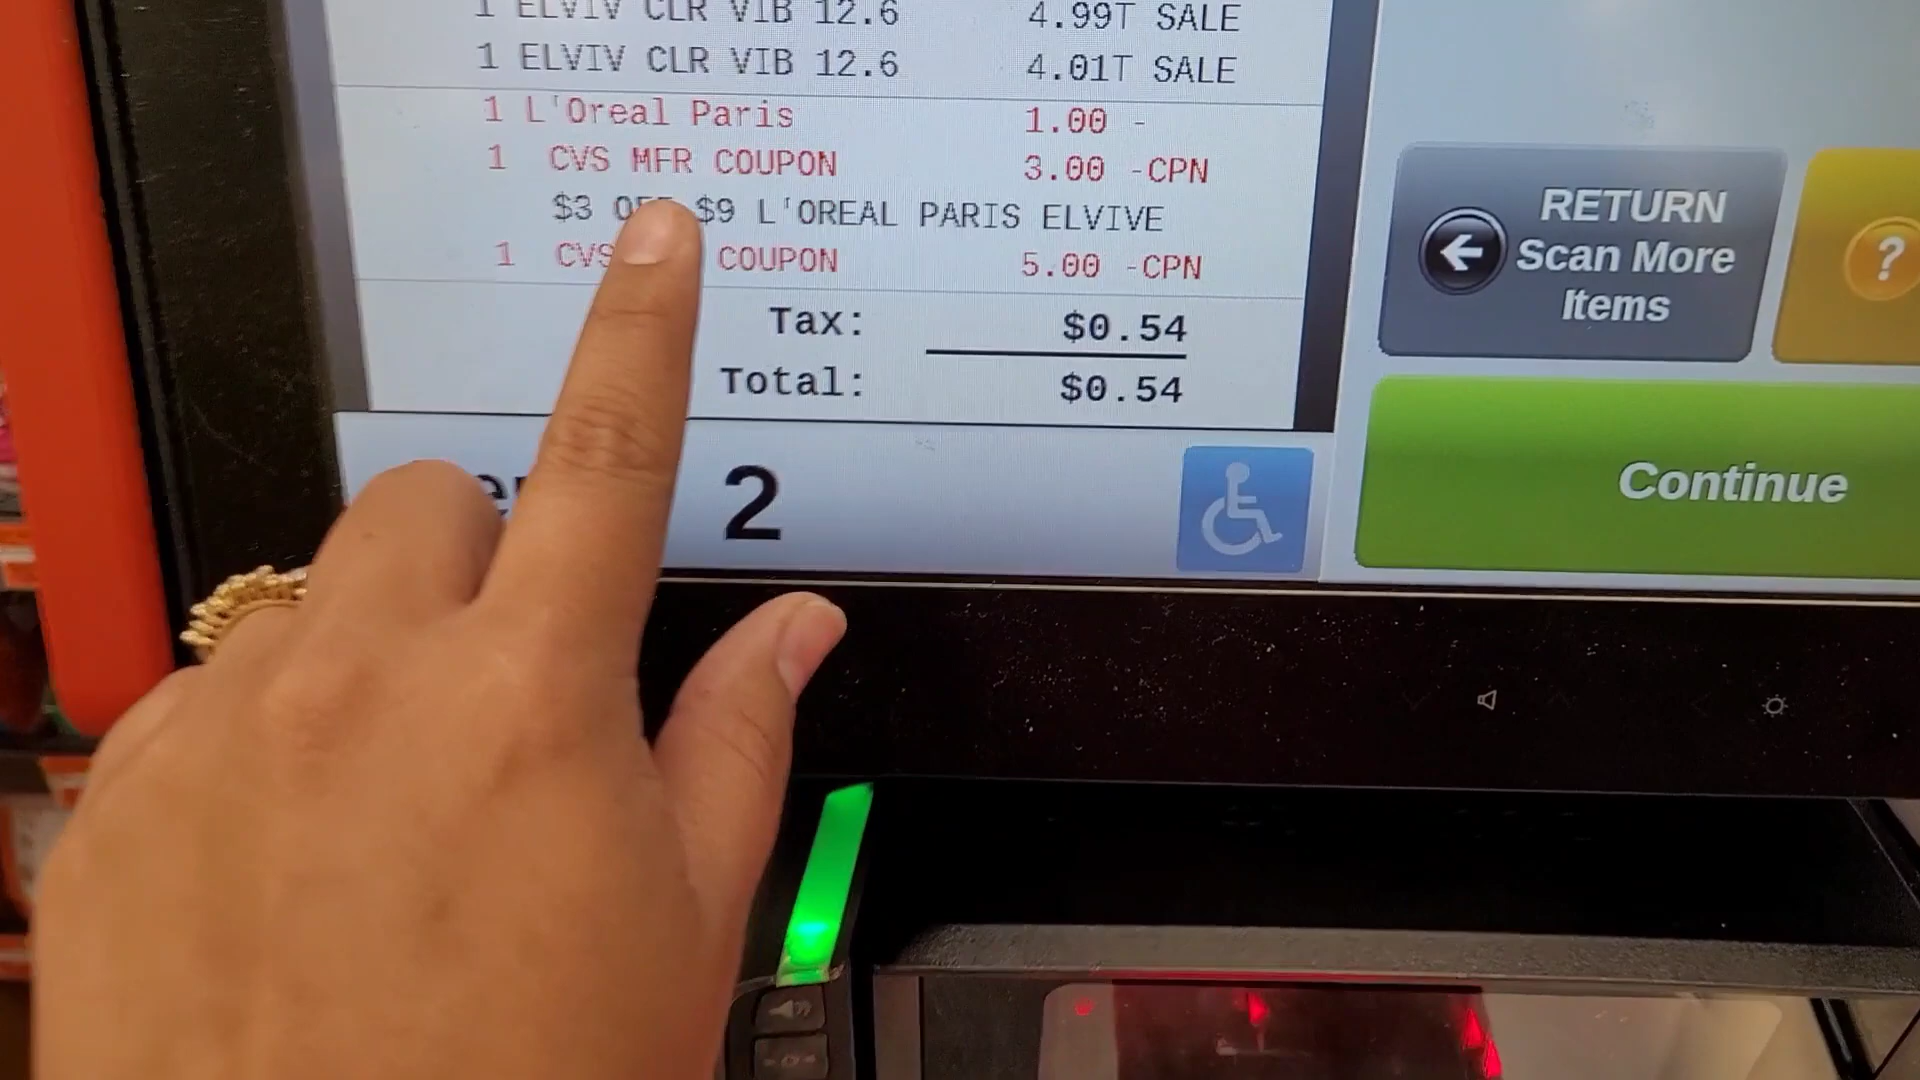 1 ELVIV CLR VIB 12.6 4.99T SALE
1 ELVIV CLR VIB 12.6 4.01T SALE
1 L'Oreal Paris 1.00 -
1 CVS MFR COUPON 3.00 -CPN
$3 OFF $9 L'OREAL PARIS ELVIVE
1 CVS COUPON 5.00 -CPN
Tax: $0.54
Total: $0.54
2
RETURN
Scan More
Items
?
Continue